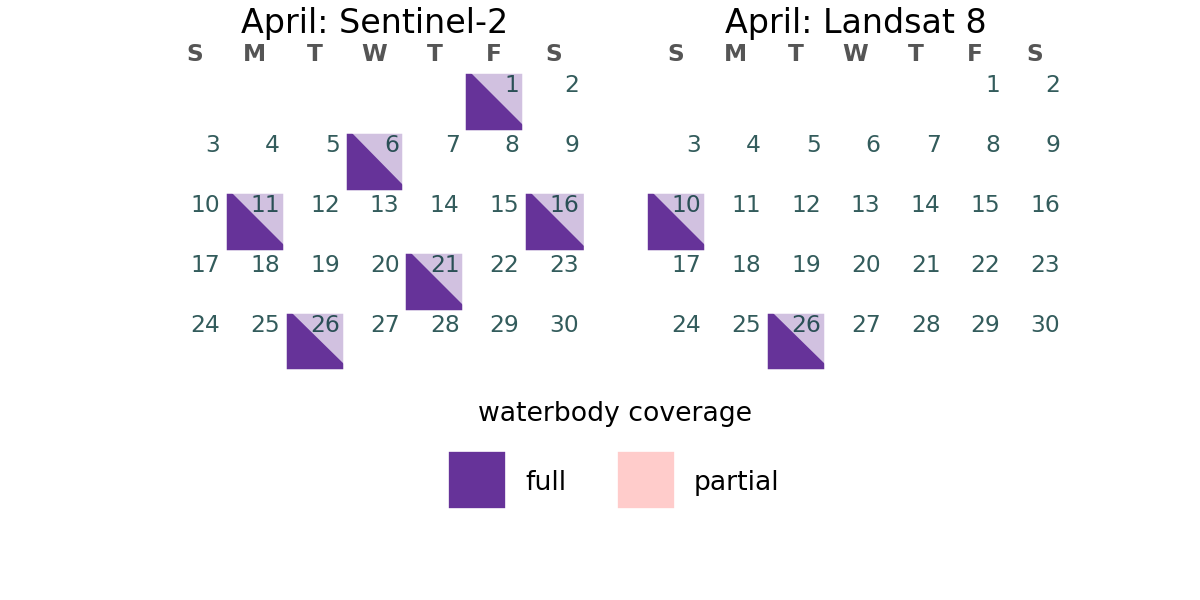 April: Sentinel-2
S M T W T F S
1 2
3 4 5 6 7 8 9
10 11 12 13 14 15 16
17 18 19 20 21 22 23
24 25 26 27 28 29 30
April: Landsat 8
S M T W T F S
1 2
3 4 5 6 7 8 9
10 11 12 13 14 15 16
17 18 19 20 21 22 23
24 25 26 27 28 29 30
waterbody coverage
full partial